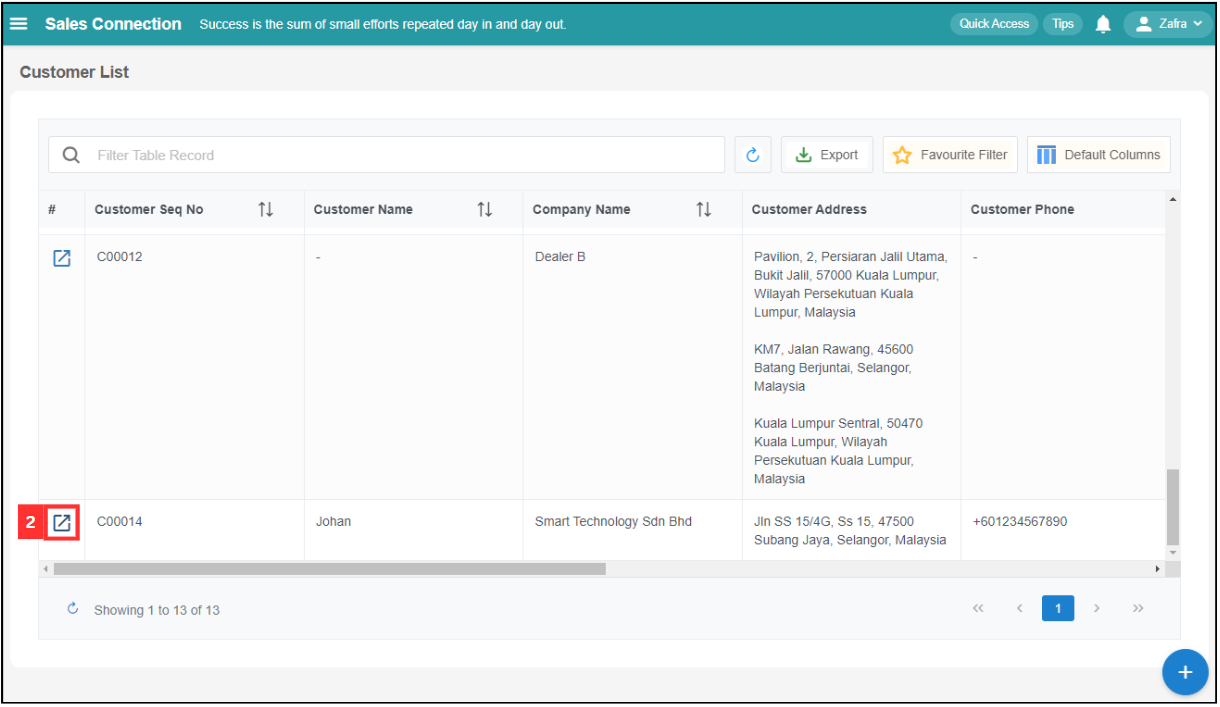 Sales Connection Success is the sum of small efforts repeated day in and day out. Quick Access Tips Zafra
Customer List
Filter Table Record Export Favourite Filter Default Columns
# Customer Seq No Customer Name Company Name Customer Address Customer Phone
C00012 - Dealer B Pavilion, 2, Persiaran Jalil Utama, -
Bukit Jalil, 57000 Kuala Lumpur,
Wilayah Persekutuan Kuala
Lumpur, Malaysia
KM7, Jalan Rawang, 45600
Batang Berjuntai, Selangor,
Malaysia
Kuala Lumpur Sentral, 50470
Kuala Lumpur, Wilayah
Persekutuan Kuala Lumpur,
Malaysia
2 C00014 Johan Smart Technology Sdn Bhd Jln SS 15/4G, Ss 15, 47500 +601234567890
Subang Jaya, Selangor, Malaysia
Showing 1 to 13 of 13 << < 1 > >>
+